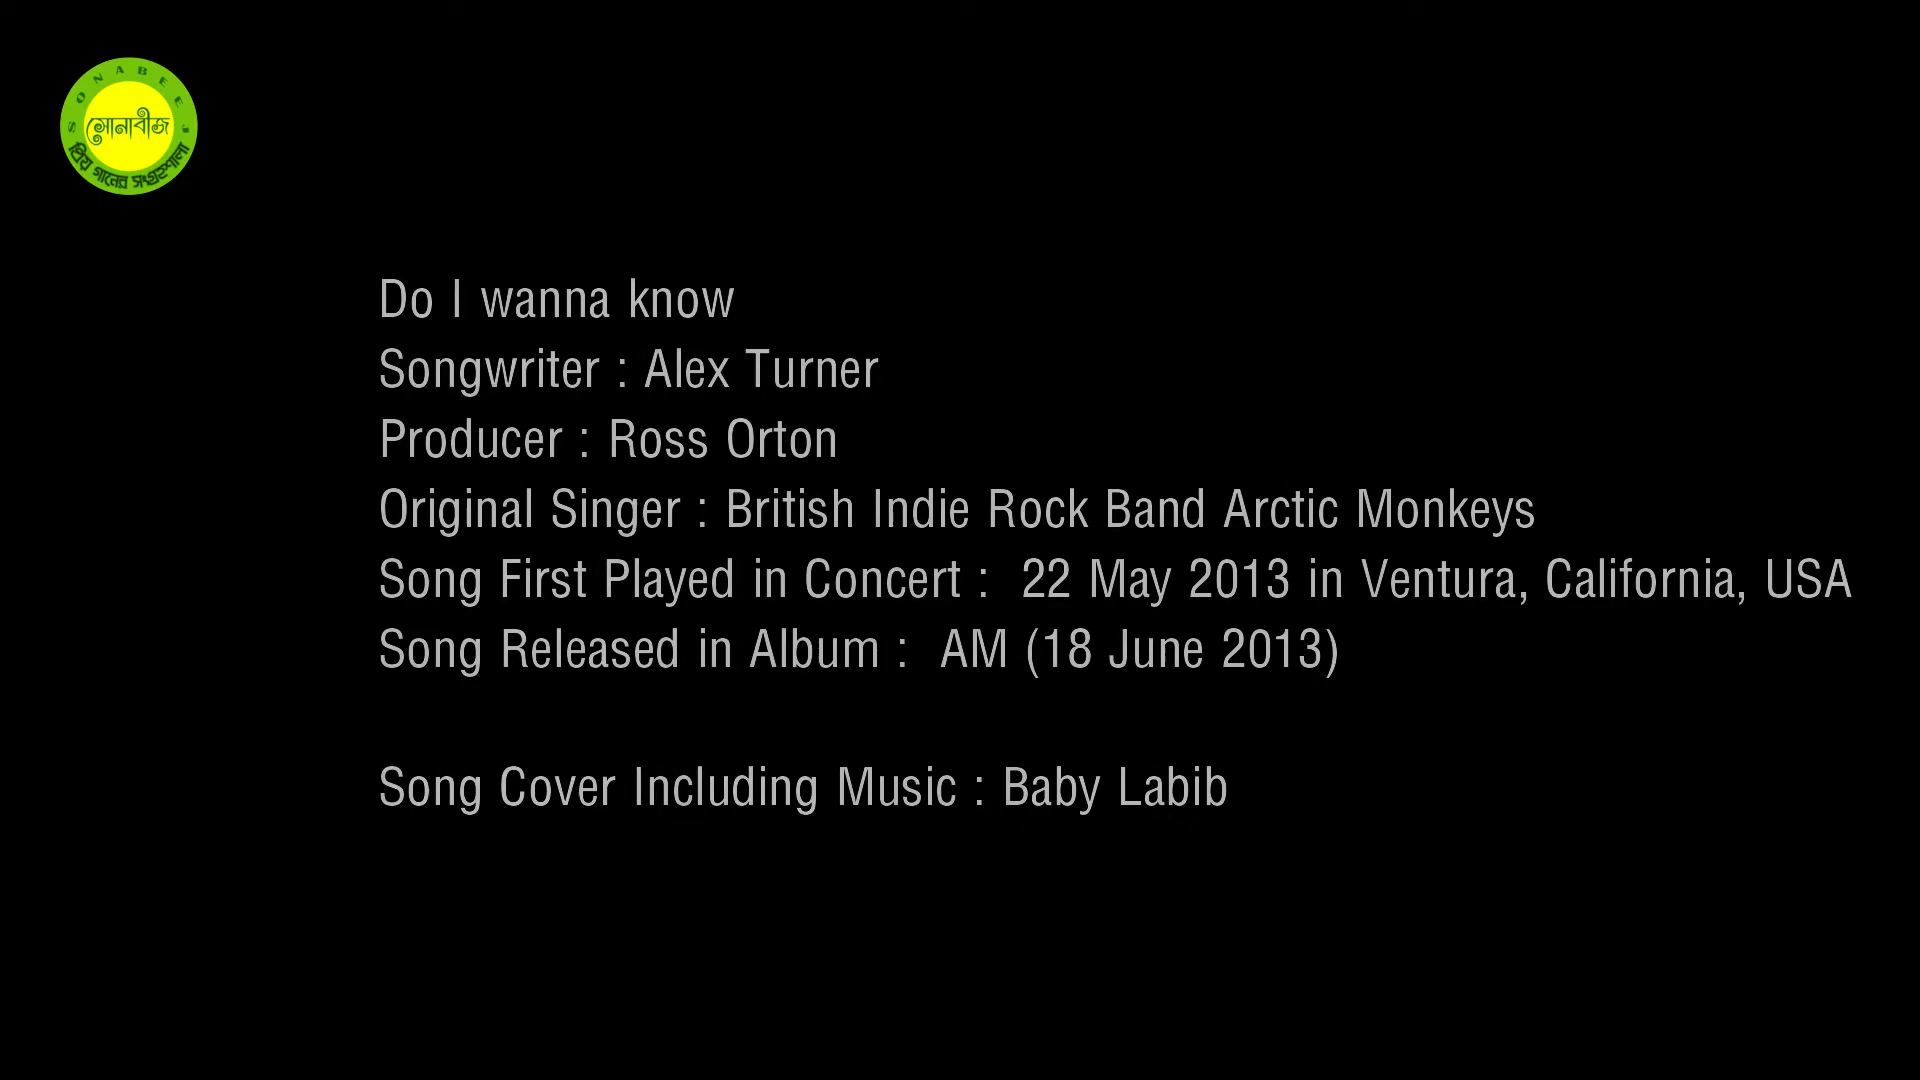 SONABEEJ
সোনাবীজ
প্রিয় গানের সংগ্রহশালা
Do I wanna know
Songwriter : Alex Turner
Producer : Ross Orton
Original Singer : British Indie Rock Band Arctic Monkeys
Song First Played in Concert :  22 May 2013 in Ventura, California, USA
Song Released in Album :  AM (18 June 2013)
Song Cover Including Music : Baby Labib